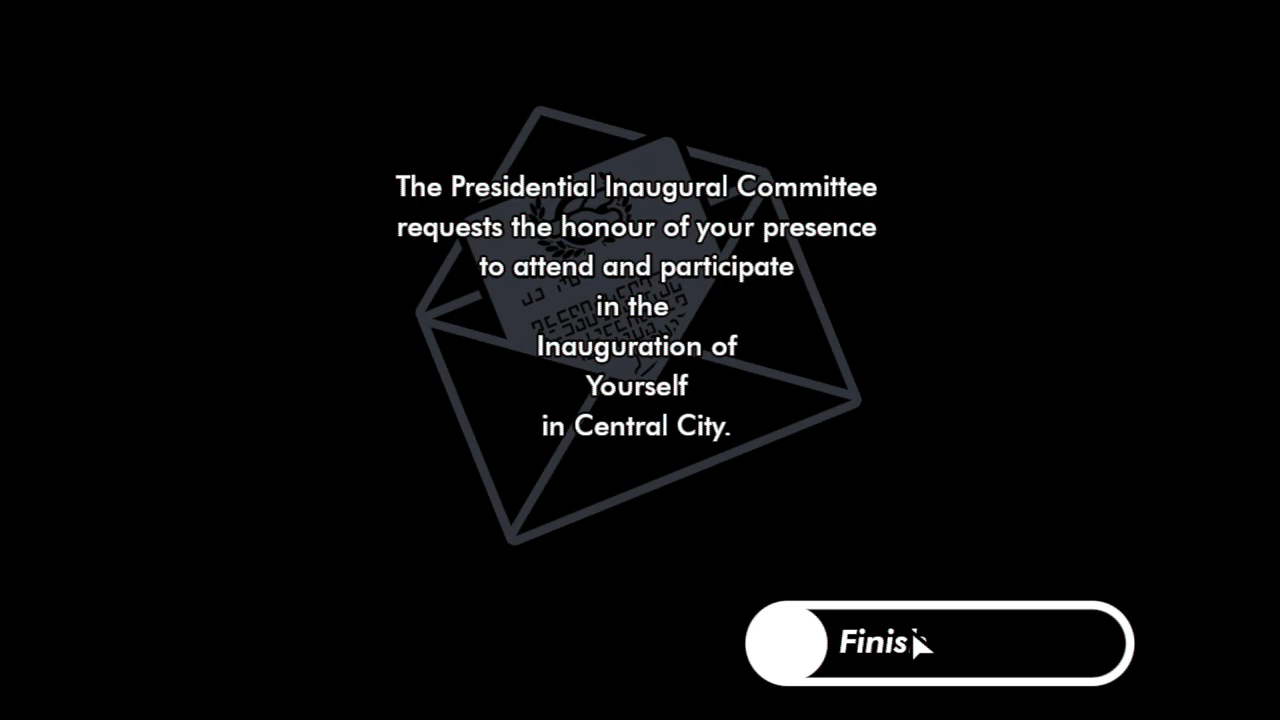 The Presidential Inaugural Committee
requests the honour of your presence
to attend and participate
in the
Inauguration of
Yourself
in Central City.
Finis